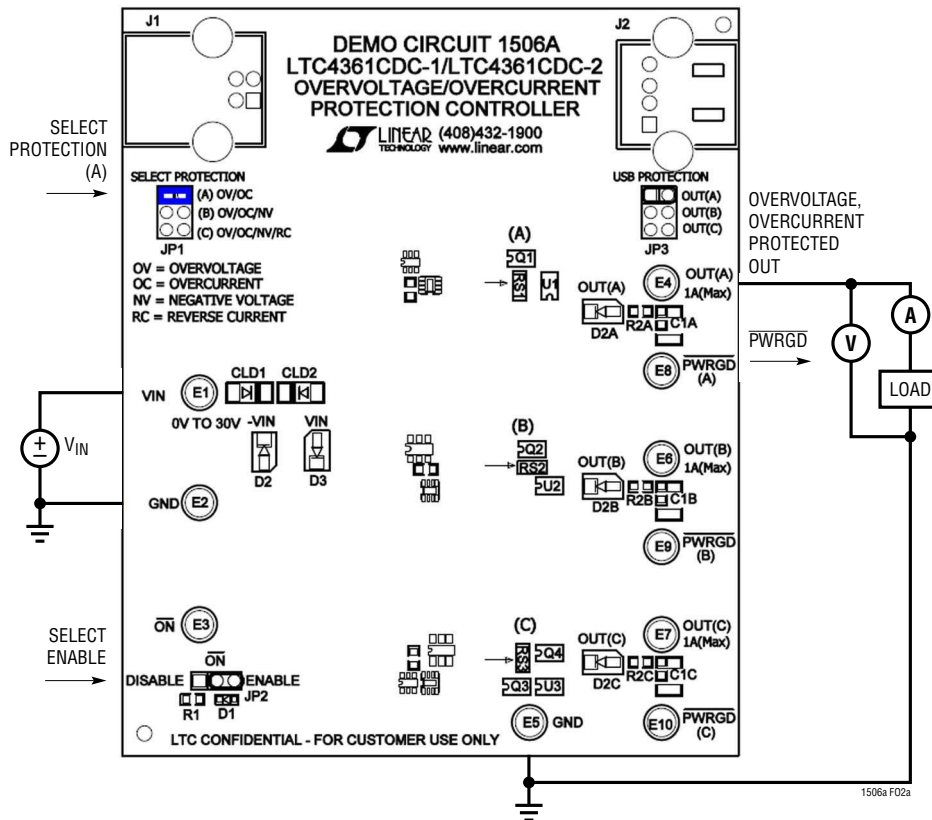 J1
J2
DEMO CIRCUIT 1506A
LTC4361CDC-1/LTC4361CDC-2
OVERVOLTAGE/OVERCURRENT
PROTECTION CONTROLLER
LINEAR TECHNOLOGY (408)432-1900
www.linear.com
SELECT
PROTECTION
(A)
SELECT PROTECTION
(A) OV/OC
(B) OV/OC/NV
(C) OV/OC/NV/RC
JP1
OV = OVERVOLTAGE
OC = OVERCURRENT
NV = NEGATIVE VOLTAGE
RC = REVERSE CURRENT
USB PROTECTION
OUT(A)
OUT(B)
OUT(C)
JP3
OVERVOLTAGE,
OVERCURRENT
PROTECTED
OUT
(A)
Q1
RS1
U1
OUT(A)
D2A
R2A
C1A
E4
OUT(A)
1A(Max)
E8
PWRGD
(A)
PWRGD
V
A
LOAD
VIN
E1
0V TO 30V
CLD1
CLD2
-VIN
VIN
D2
D3
VIN
GND
E2
(B)
Q2
RS2
U2
OUT(B)
D2B
R2B
C1B
E6
OUT(B)
1A(Max)
E9
PWRGD
(B)
ON
E3
SELECT
ENABLE
ON
DISABLE
ENABLE
JP2
R1
D1
(C)
RS3
Q4
Q3
U3
OUT(C)
D2C
R2C
C1C
E7
OUT(C)
1A(Max)
E10
PWRGD
(C)
E5
GND
LTC CONFIDENTIAL - FOR CUSTOMER USE ONLY
1506a F02a